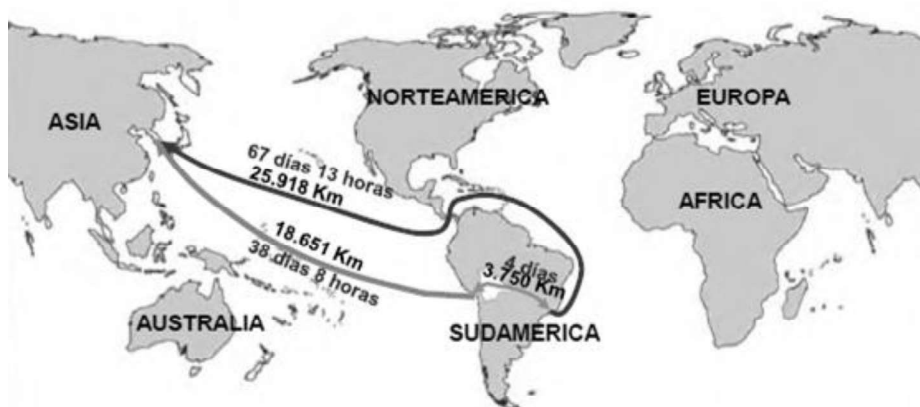 NORTEAMERICA
EUROPA
ASIA
67 días 13 horas
25.918 Km
AFRICA
18.651 Km
38 días 8 horas
4 días
3.750 Km
AUSTRALIA
SUDAMERICA